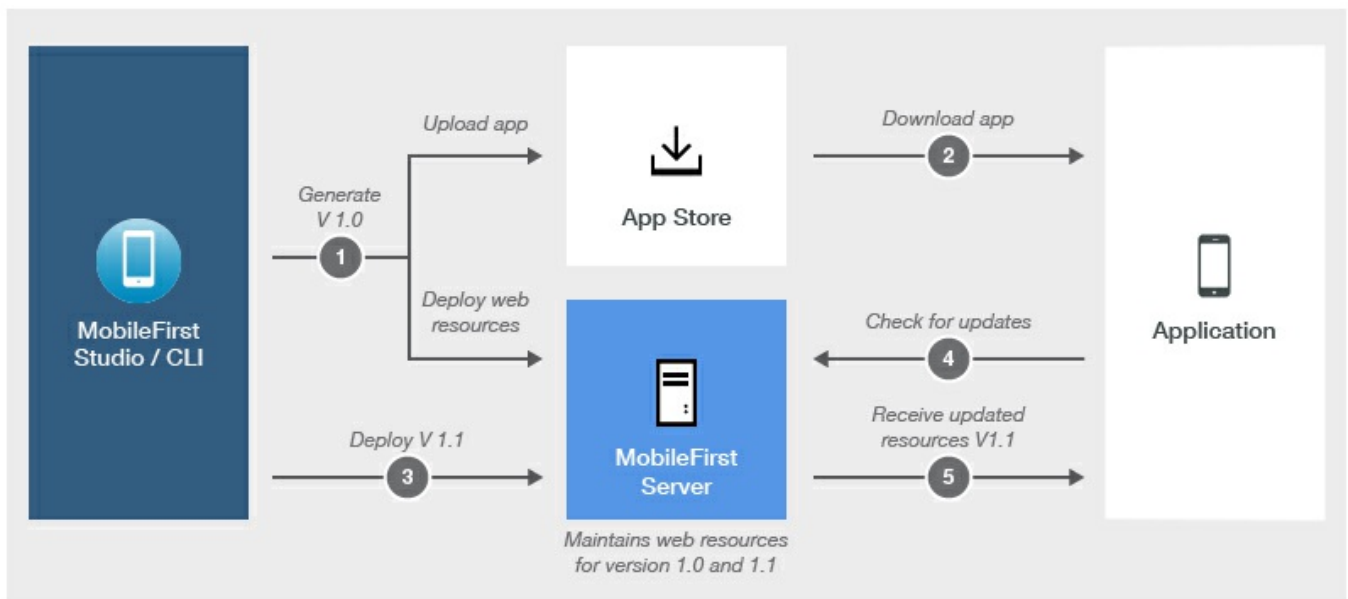 MobileFirst
Studio / CLI
Generate
V 1.0
1
Upload app
Deploy web
resources
Deploy V 1.1
3
App Store
MobileFirst
Server
Maintains web resources
for version 1.0 and 1.1
Download app
2
Check for updates
4
Receive updated
resources V1.1
5
Application